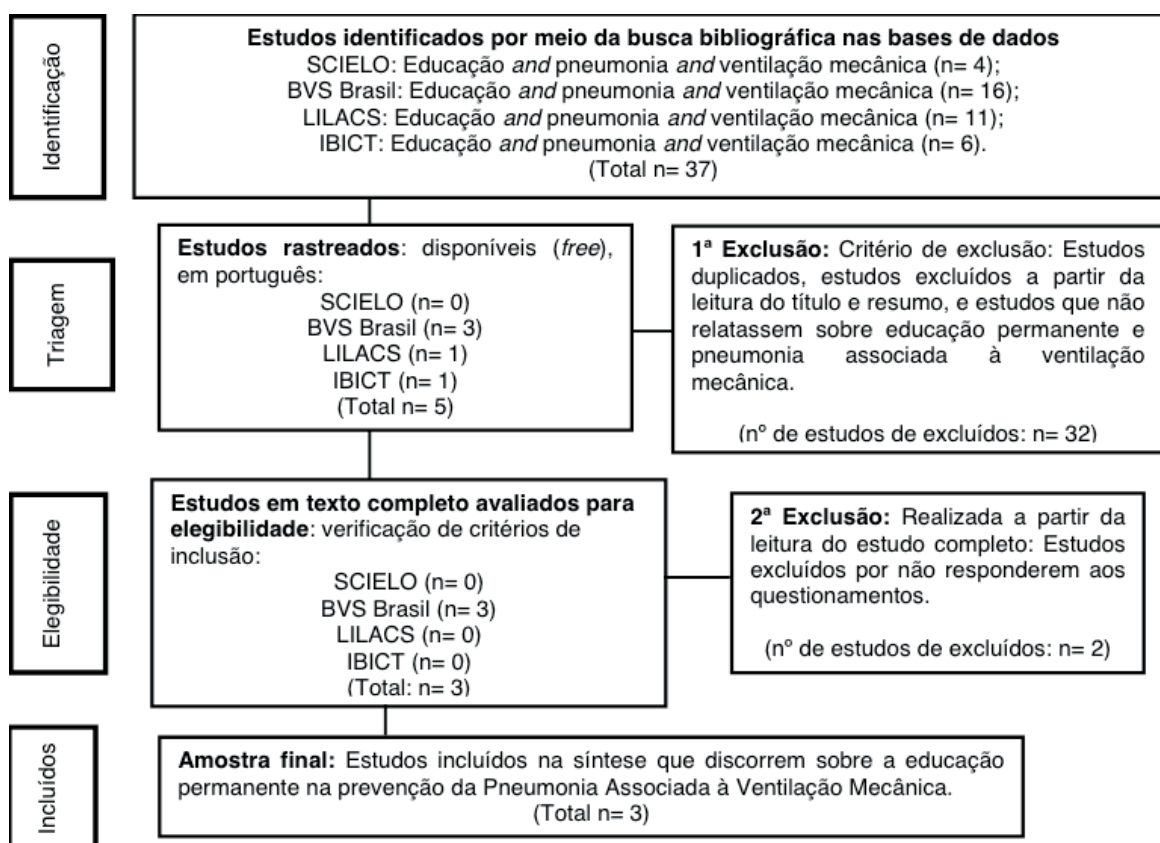 Identificação
Estudos identificados por meio da busca bibliográfica nas bases de dados
SCIELO: Educação and pneumonia and ventilação mecânica (n= 4);
BVS Brasil: Educação and pneumonia and ventilação mecânica (n= 16);
LILACS: Educação and pneumonia and ventilação mecânica (n= 11);
IBICT: Educação and pneumonia and ventilação mecânica (n= 6).
(Total n= 37)
Triagem
Estudos rastreados: disponíveis (free),
em português:
SCIELO (n= 0)
BVS Brasil (n= 3)
LILACS (n= 1)
IBICT (n= 1)
(Total n= 5)
1ª Exclusão: Critério de exclusão: Estudos
duplicados, estudos excluídos a partir da
leitura do título e resumo, e estudos que não
relatassem sobre educação permanente e
pneumonia associada à ventilação
mecânica.
(nº de estudos de excluídos: n= 32)
Elegibilidade
Estudos em texto completo avaliados para
elegibilidade: verificação de critérios de
inclusão:
SCIELO (n= 0)
BVS Brasil (n= 3)
LILACS (n= 0)
IBICT (n= 0)
(Total: n= 3)
2ª Exclusão: Realizada a partir da
leitura do estudo completo: Estudos
excluídos por não responderem aos
questionamentos.
(nº de estudos de excluídos: n= 2)
Incluídos
Amostra final: Estudos incluídos na síntese que discorrem sobre a educação
permanente na prevenção da Pneumonia Associada à Ventilação Mecânica.
(Total n= 3)